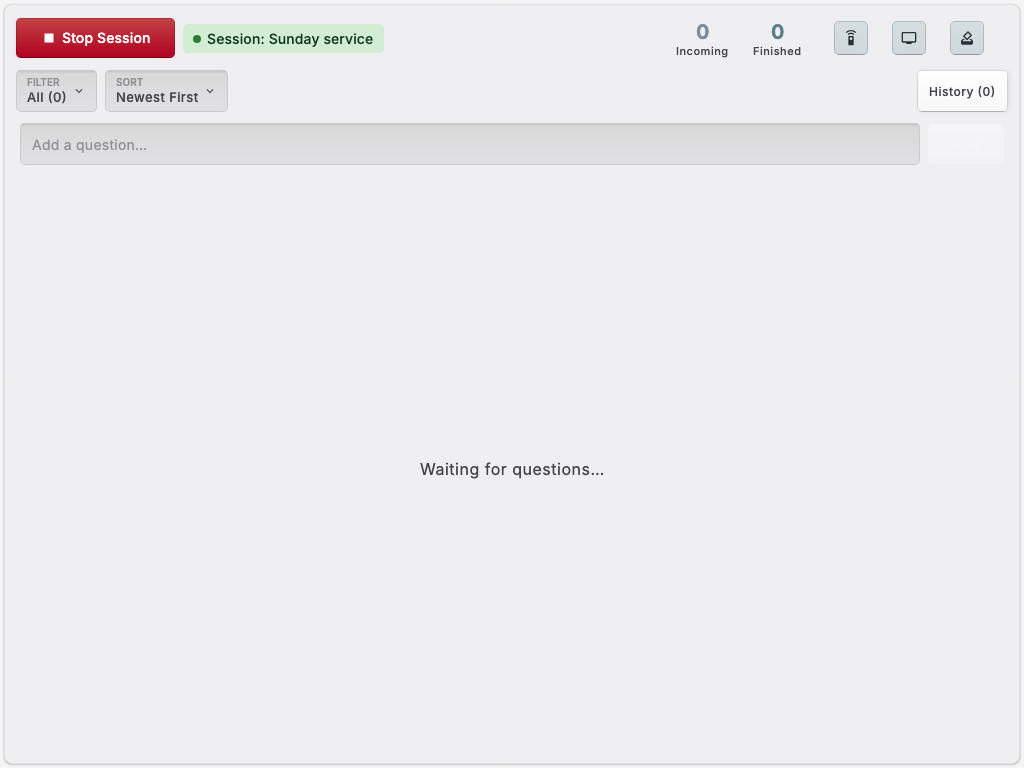 Stop Session
Session: Sunday service
0
Incoming
0
Finished
FILTER
All (0)
SORT
Newest First
History (0)
Add a question...
Waiting for questions...